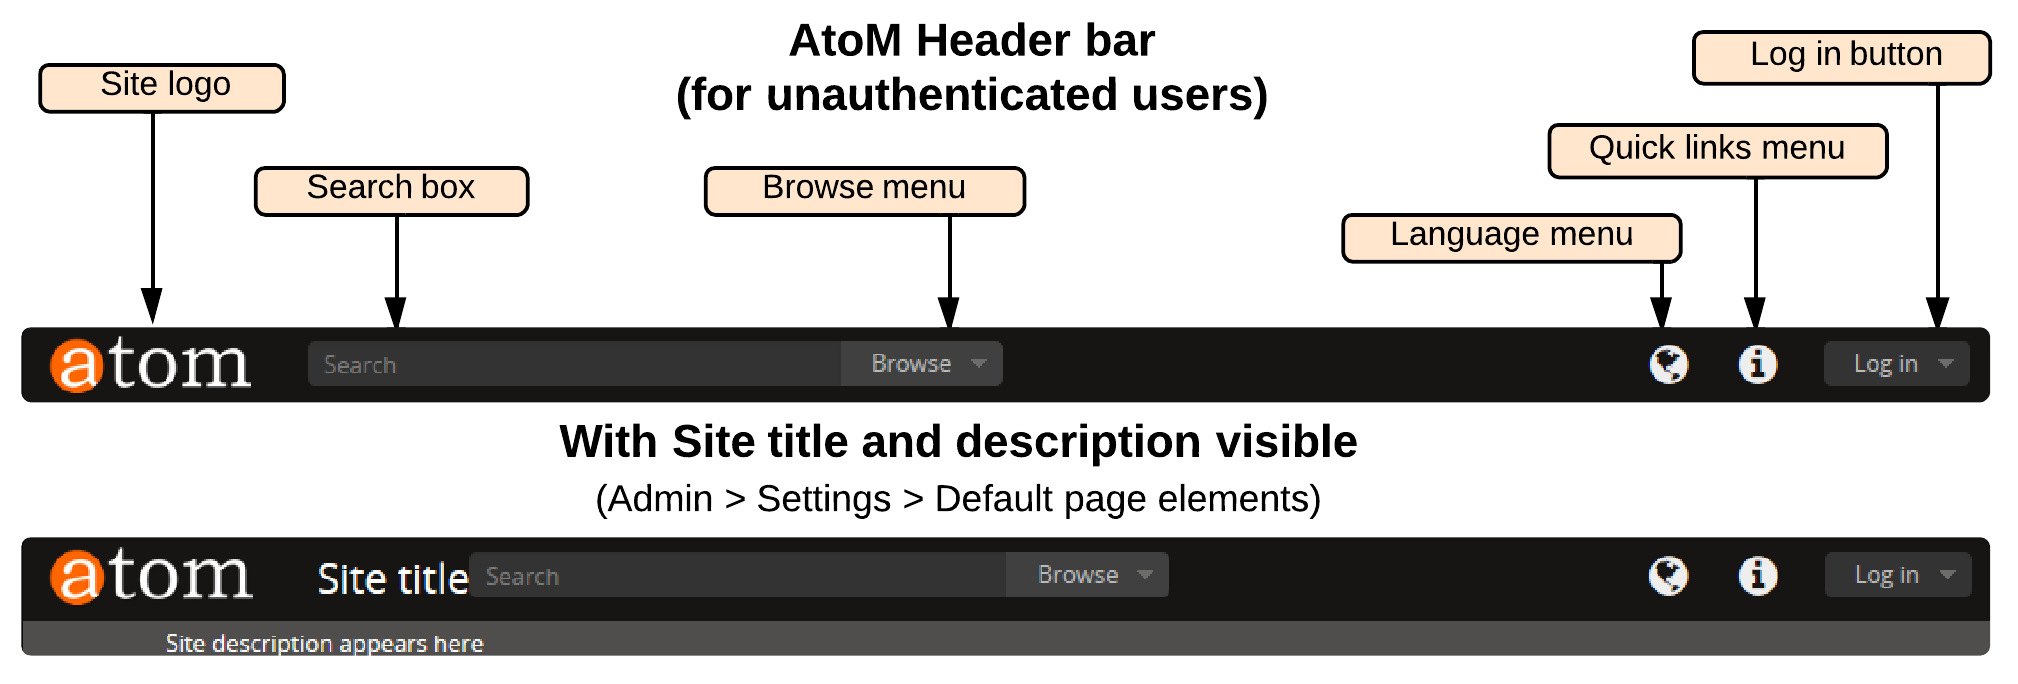 AtoM Header bar
(for unauthenticated users)
Log in button
Site logo
Quick links menu
Search box
Browse menu
Language menu
atom
Search
Browse
Log in
With Site title and description visible
(Admin > Settings > Default page elements)
atom
Site title
Search
Browse
Log in
Site description appears here